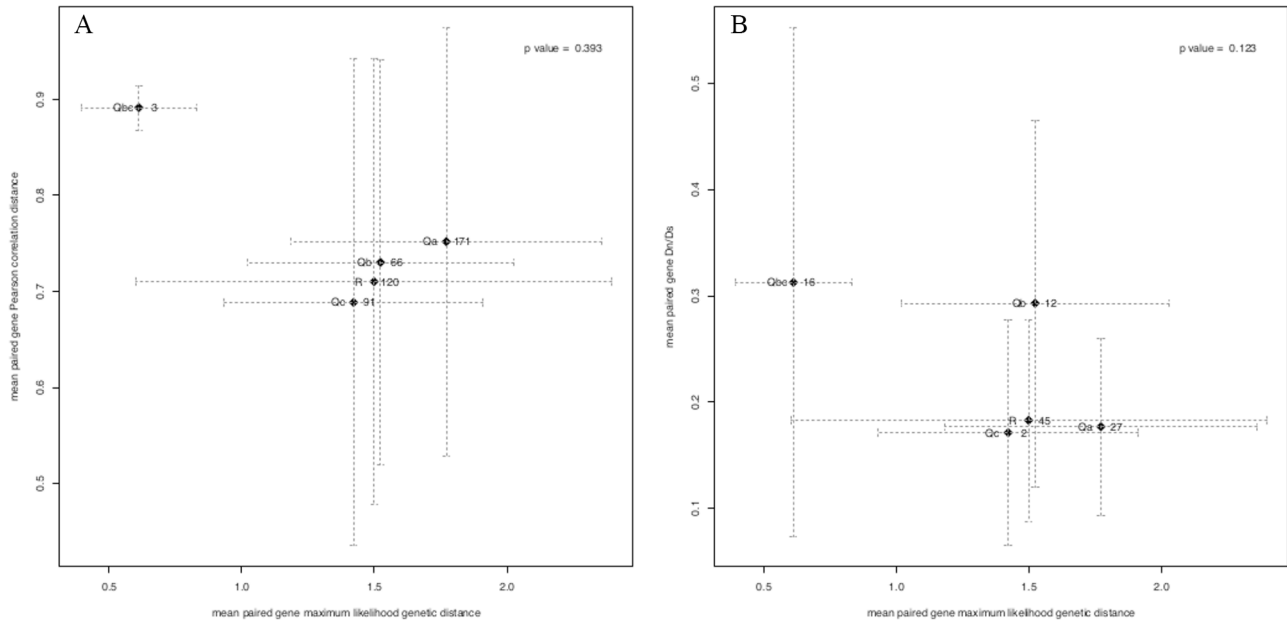 A
p value = 0.393
0.9
0.8
0.7
0.6
0.5
Qbc 3
Qa 171
Qb 66
R 120
Qc 91
0.5 1.0 1.5 2.0
mean paired gene Pearson correlation distance
mean paired gene maximum likelihood genetic distance
B
p value = 0.123
0.5
0.4
0.3
0.2
0.1
Qbc 16
Qb 12
R 45
Qa 27
Qc 2
0.5 1.0 1.5 2.0
mean paired gene Dn/Ds
mean paired gene maximum likelihood genetic distance